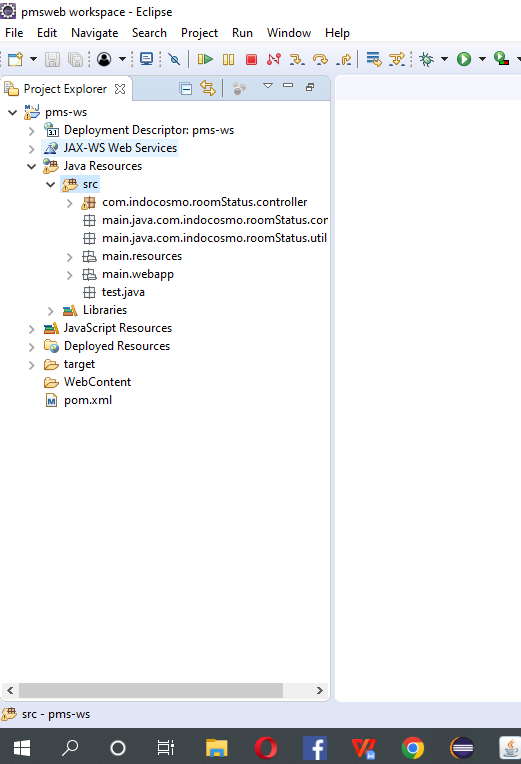 pmsweb workspace - Eclipse
File Edit Navigate Search Project Run Window Help
Project Explorer
pms-ws
3.1 Deployment Descriptor: pms-ws
JAX-WS Web Services
Java Resources
src
com.indocosmo.roomStatus.controller
main.java.com.indocosmo.roomStatus.con
main.java.com.indocosmo.roomStatus.util
main.resources
main.webapp
test.java
Libraries
JavaScript Resources
Deployed Resources
target
WebContent
M pom.xml
src - pms-ws